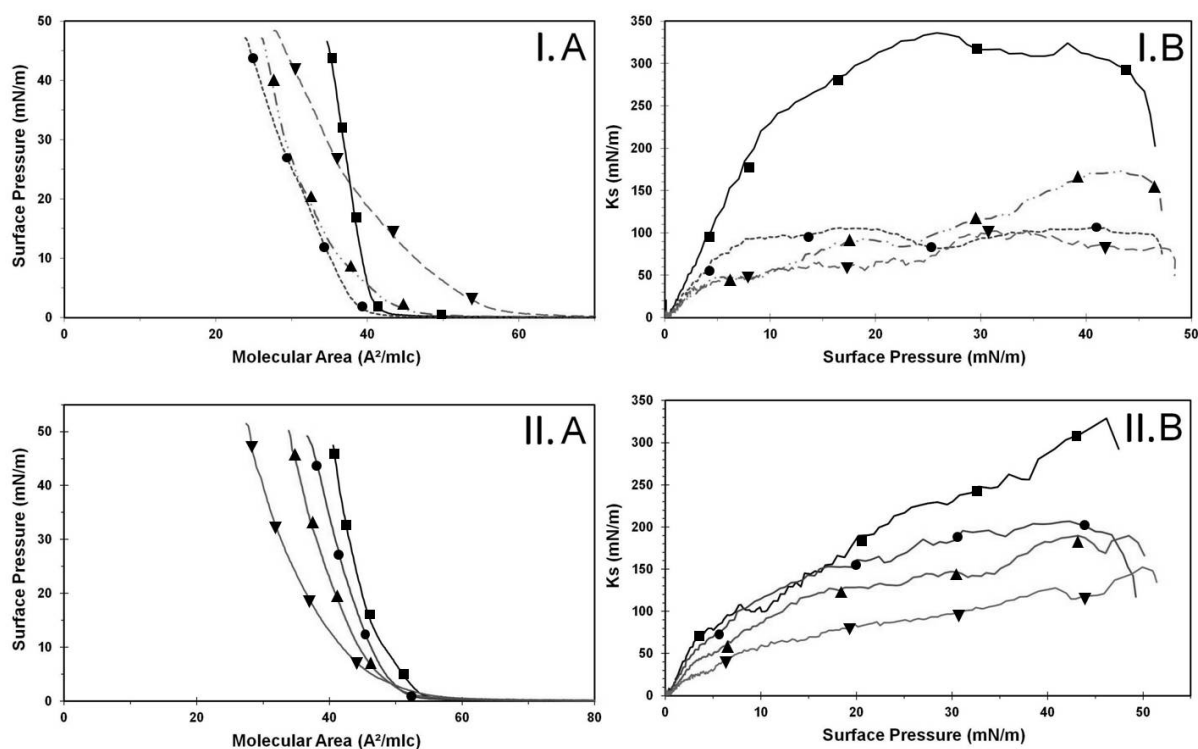 I.A
Surface Pressure (mN/m)
50
40
30
20
10
0
0 20 40 60
Molecular Area (A²/mlc)
I.B
Ks (mN/m)
350
300
250
200
150
100
50
0
0 10 20 30 40 50
Surface Pressure (mN/m)
II.A
Surface Pressure (mN/m)
50
40
30
20
10
0
0 20 40 60 80
Molecular Area (A²/mlc)
II.B
Ks (mN/m)
350
300
250
200
150
100
50
0
0 10 20 30 40 50
Surface Pressure (mN/m)